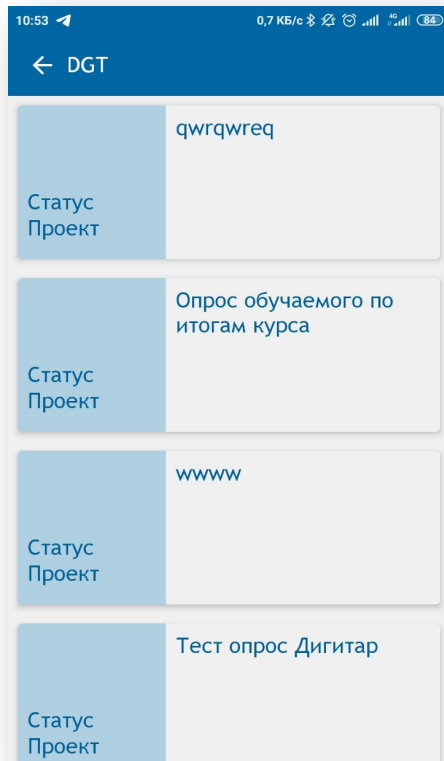 10:53
0,7 КБ/с
4G
84
DGT
qwrqwreq
Статус
Проект
Опрос обучаемого по
итогам курса
Статус
Проект
wwww
Статус
Проект
Тест опрос Дигитар
Статус
Проект